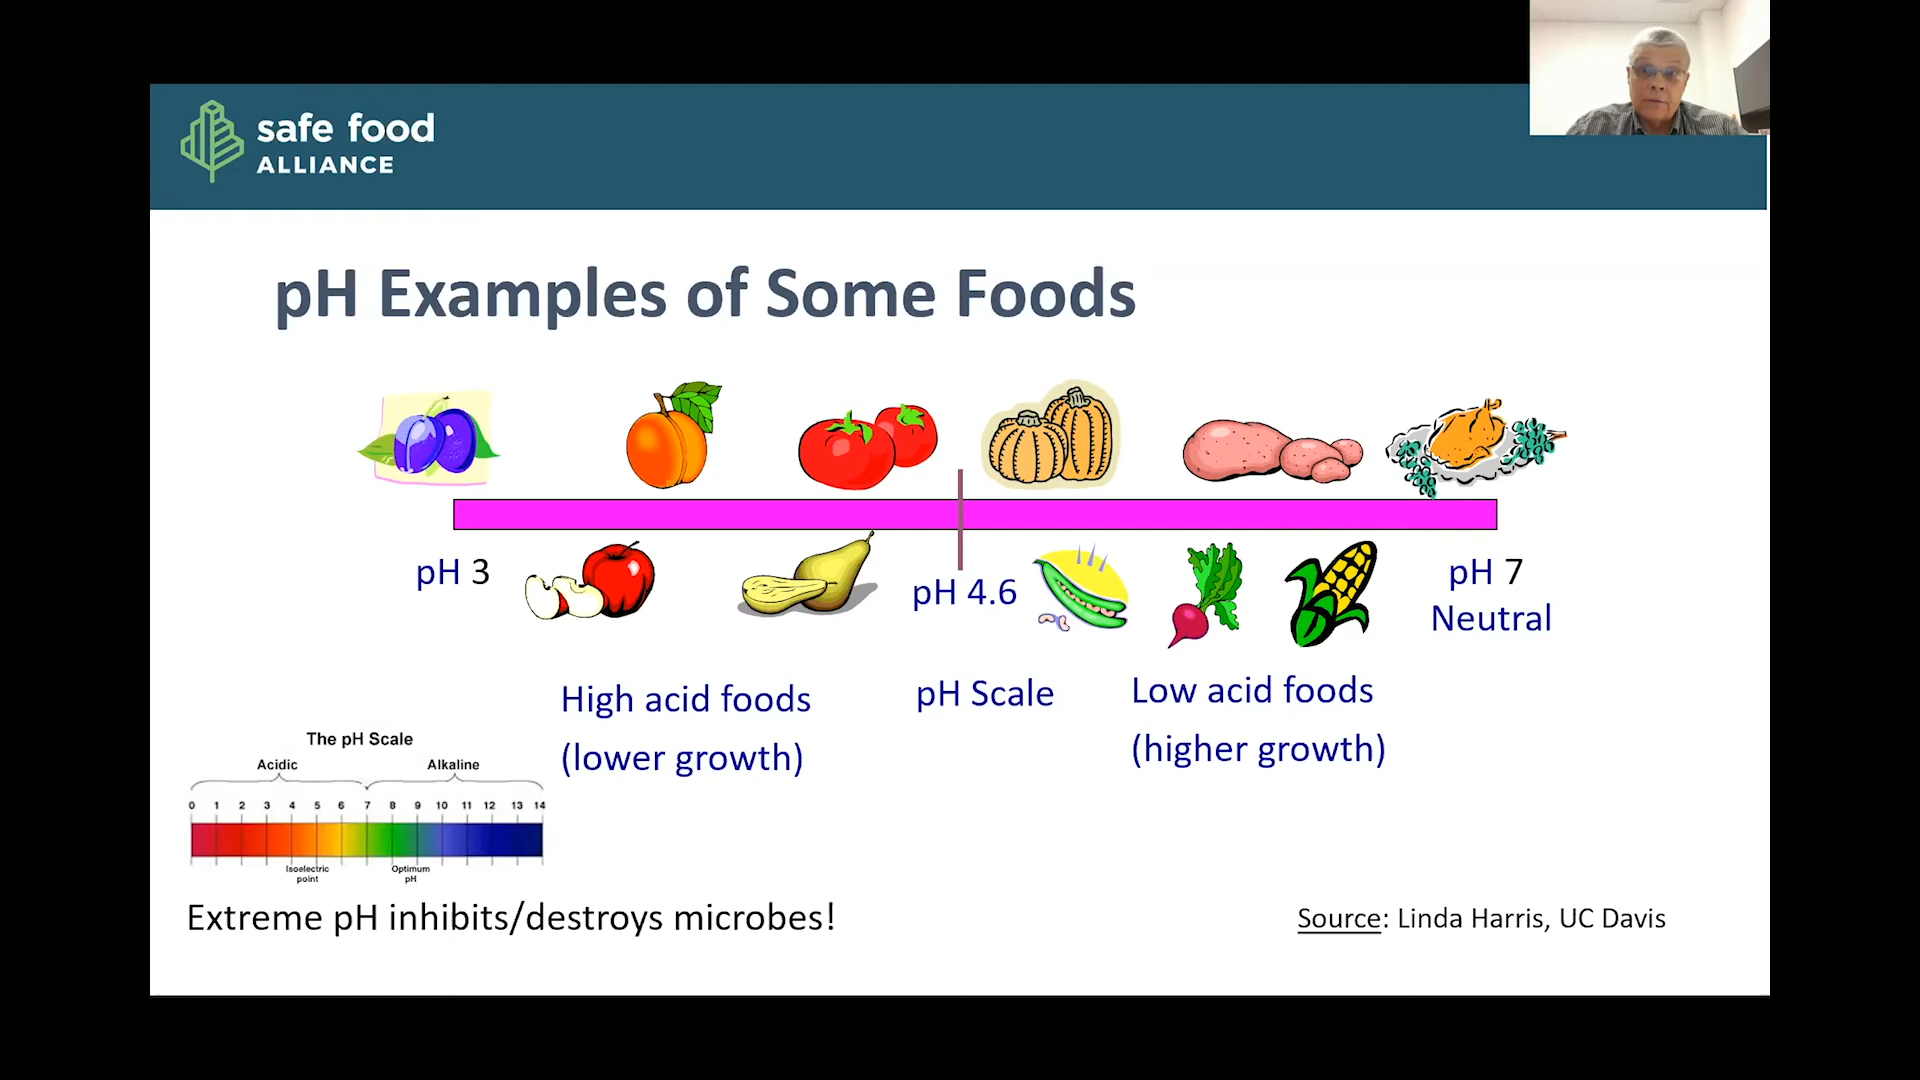 safe food
ALLIANCE
pH Examples of Some Foods
pH 3
pH 4.6
pH 7
Neutral
High acid foods
(lower growth)
pH Scale
Low acid foods
(higher growth)
The pH Scale
Acidic
Alkaline
0 1 2 3 4 5 6 7 8 9 10 11 12 13 14
Isoelectric
point
Optimum
pH
Extreme pH inhibits/destroys microbes!
Source: Linda Harris, UC Davis